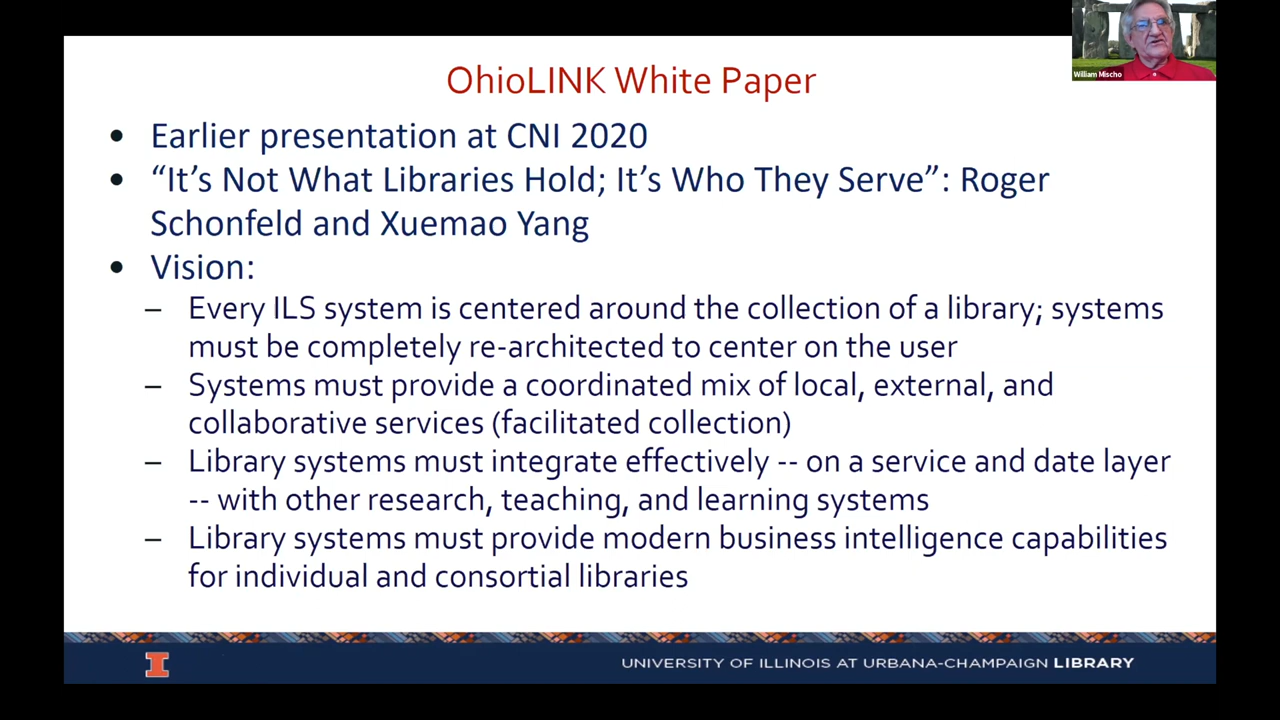 William Mischo
OhioLINK White Paper
• Earlier presentation at CNI 2020
• “It’s Not What Libraries Hold; It’s Who They Serve”: Roger
Schonfeld and Xuemao Yang
• Vision:
– Every ILS system is centered around the collection of a library; systems
must be completely re-architected to center on the user
– Systems must provide a coordinated mix of local, external, and
collaborative services (facilitated collection)
– Library systems must integrate effectively -- on a service and date layer
-- with other research, teaching, and learning systems
– Library systems must provide modern business intelligence capabilities
for individual and consortial libraries
I
UNIVERSITY OF ILLINOIS AT URBANA-CHAMPAIGN LIBRARY